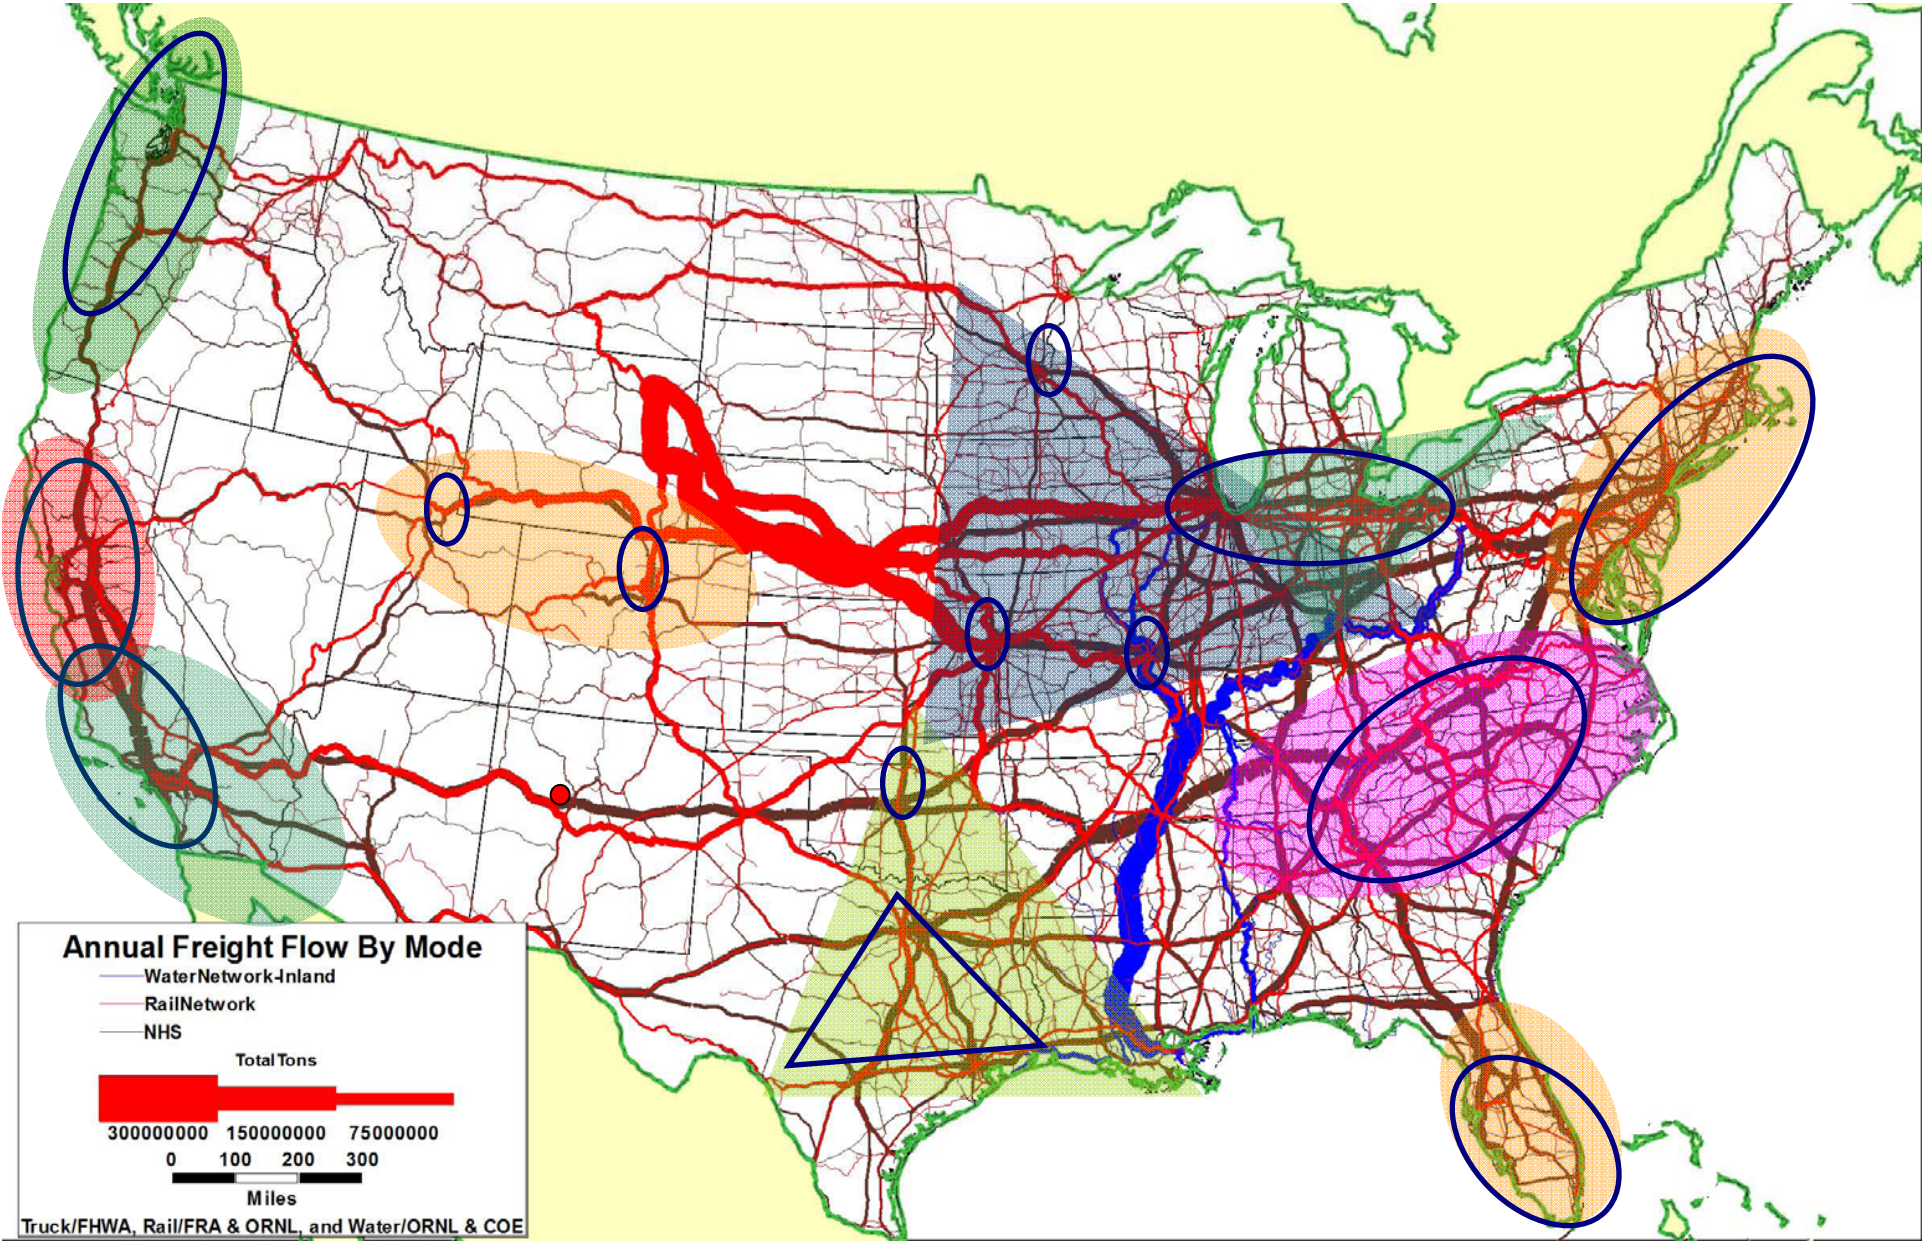 Annual Freight Flow By Mode
WaterNetwork-Inland
RailNetwork
NHS
Total Tons
300000000 150000000 75000000
0 100 200 300
Miles
Truck/FHWA, Rail/FRA & ORNL, and Water/ORNL & COE